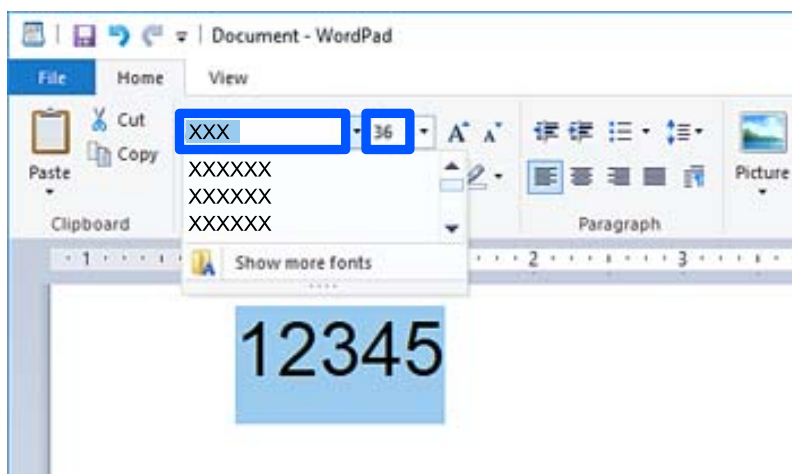 Document - WordPad
File Home View
Paste
Cut
Copy
Clipboard
XXX
36
A A
XXXXXX
XXXXXX
XXXXXX
Show more fonts
Paragraph
Picture
1 2 3
12345